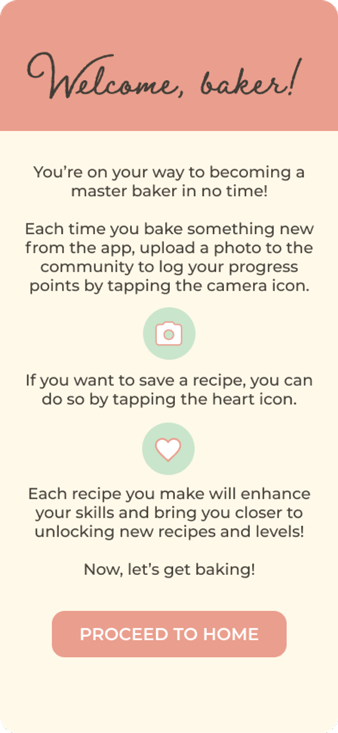 Welcome, baker!
You’re on your way to becoming a
master baker in no time!
Each time you bake something new
from the app, upload a photo to the
community to log your progress
points by tapping the camera icon.
If you want to save a recipe, you can
do so by tapping the heart icon.
Each recipe you make will enhance
your skills and bring you closer to
unlocking new recipes and levels!
Now, let’s get baking!
PROCEED TO HOME